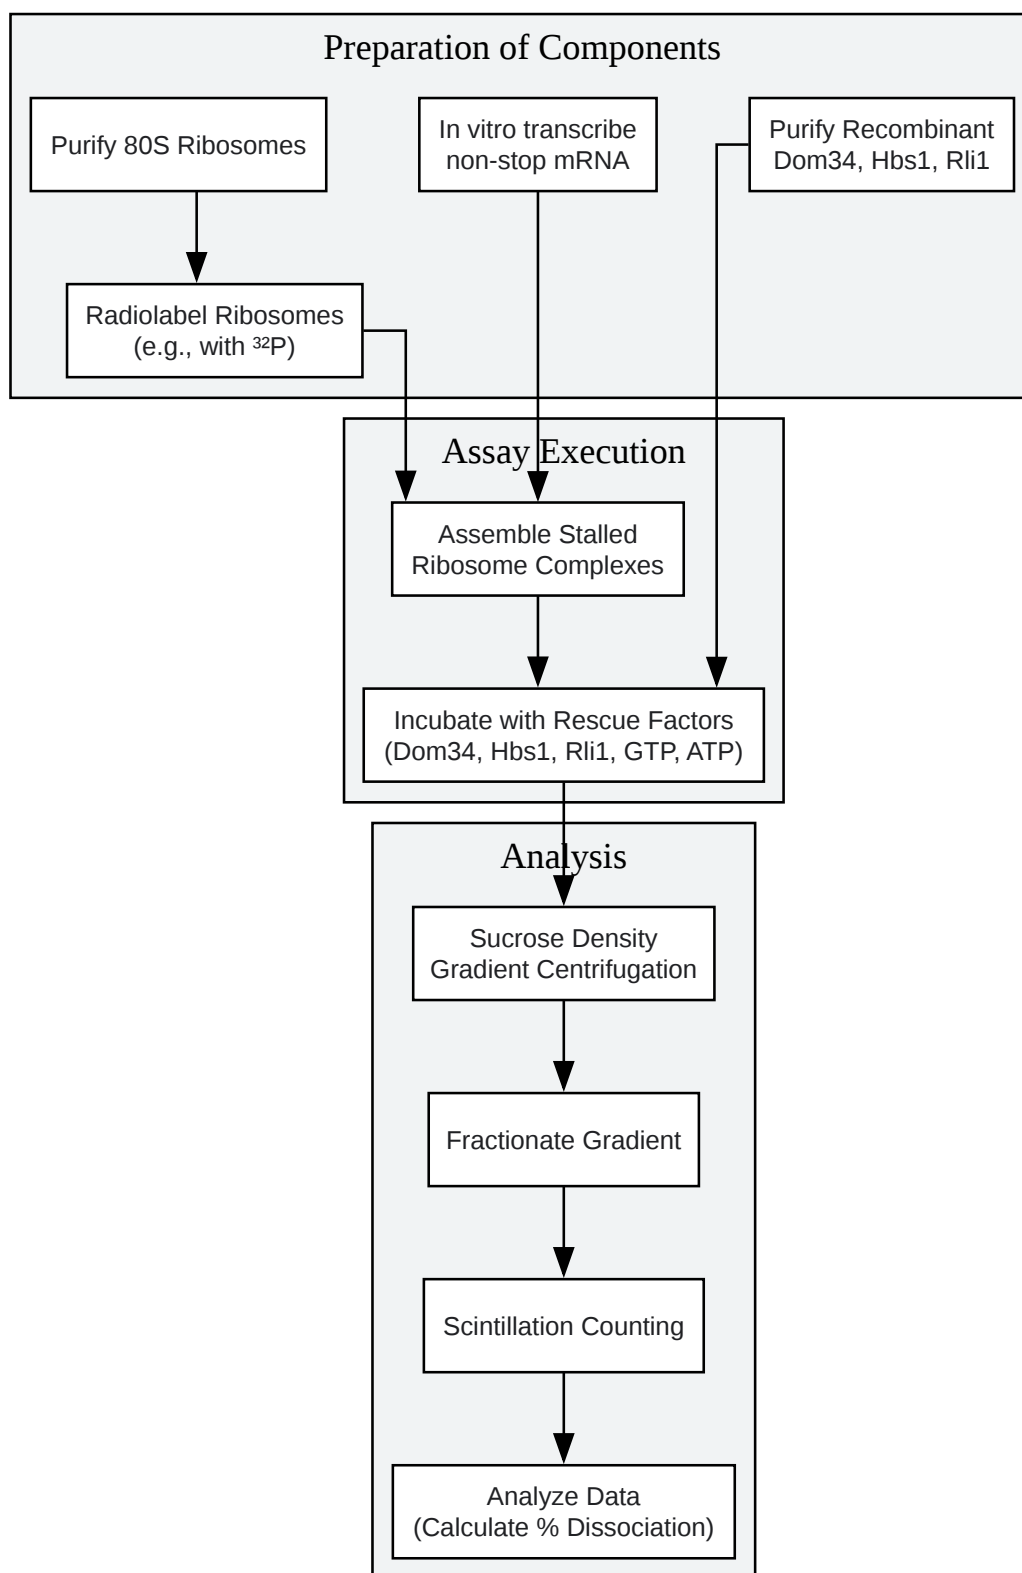 Preparation of Components
Purify 80S Ribosomes
In vitro transcribe
non-stop mRNA
Purify Recombinant
Dom34, Hbs1, Rli1
Radiolabel Ribosomes
(e.g., with ³²P)
Assay Execution
Assemble Stalled
Ribosome Complexes
Incubate with Rescue Factors
(Dom34, Hbs1, Rli1, GTP, ATP)
Analysis
Sucrose Density
Gradient Centrifugation
Fractionate Gradient
Scintillation Counting
Analyze Data
(Calculate % Dissociation)